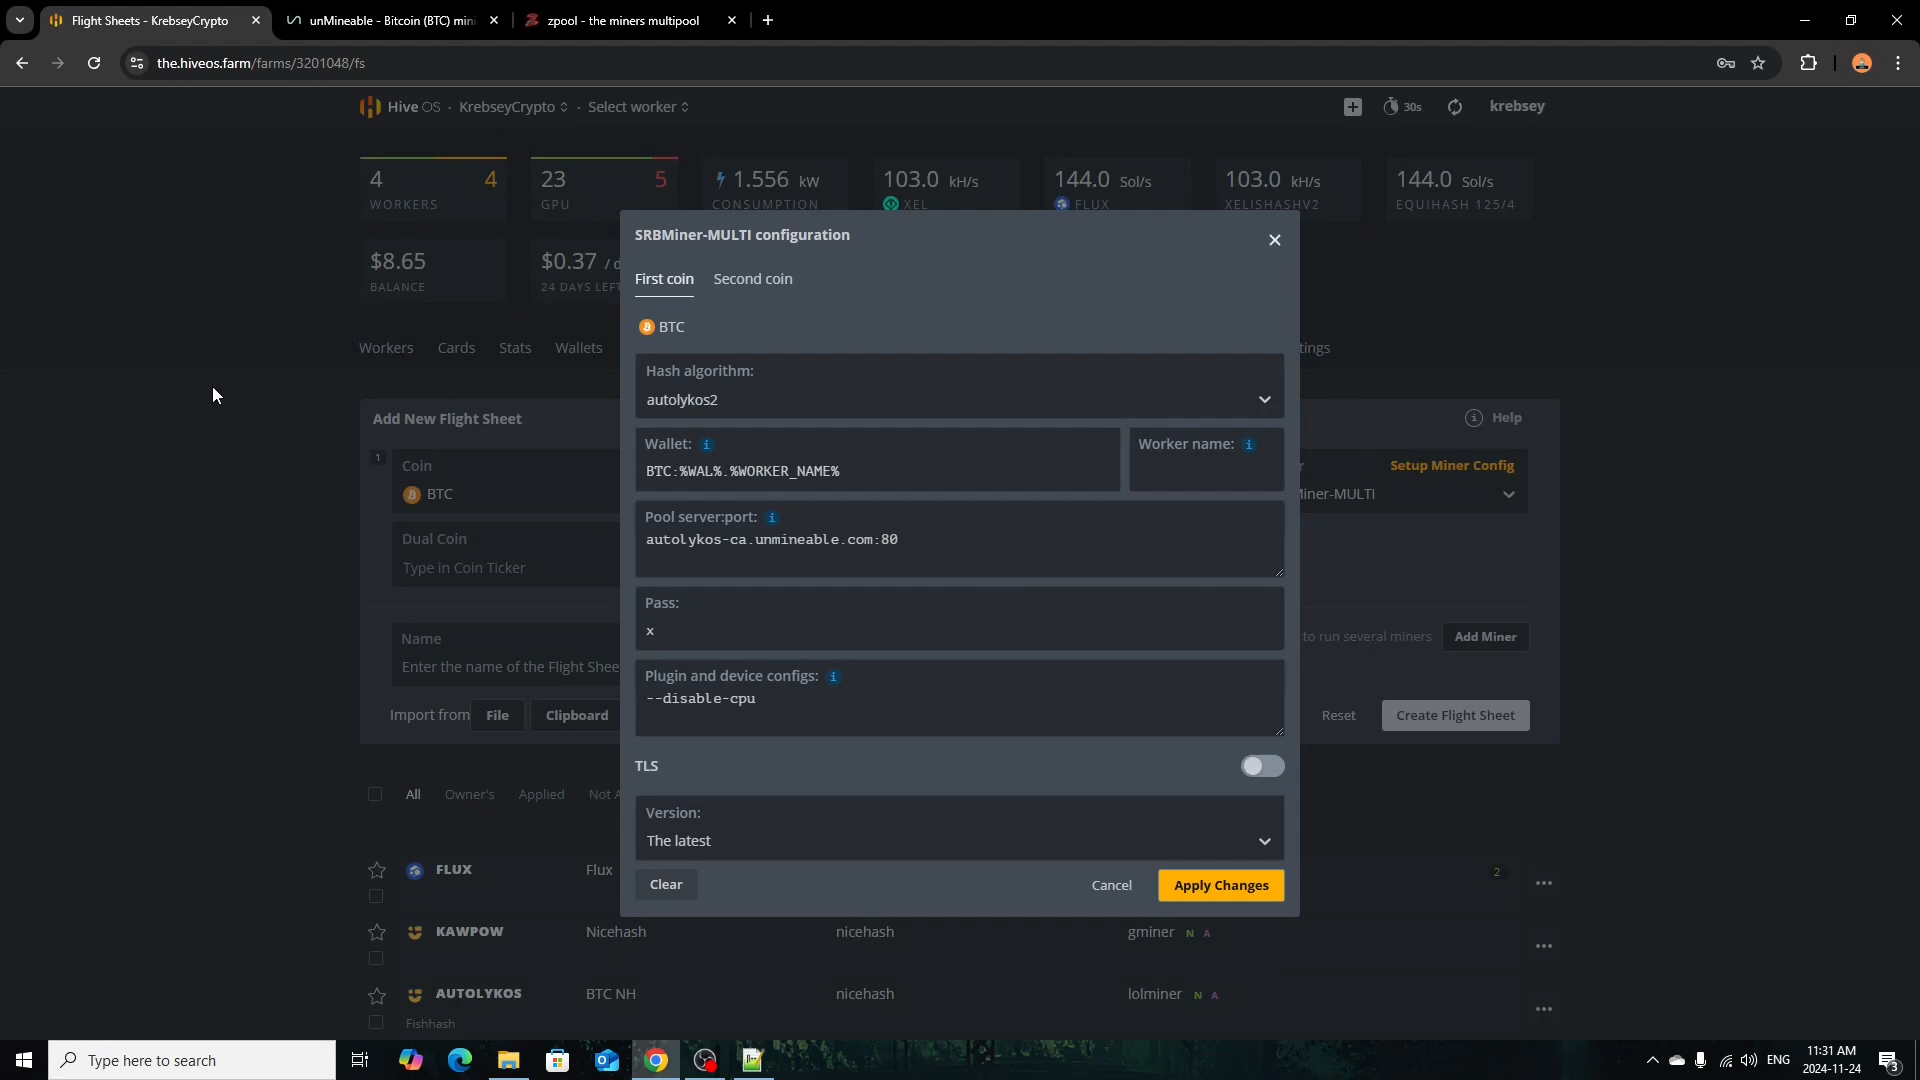 Flight Sheets - KrebseyCrypto
unMineable - Bitcoin (BTC) min
zpool - the miners multipool
the.hiveos.farm/farms/3201048/fs
Hive OS · KrebseyCrypto · Select worker
30s
krebsey
4 4
WORKERS
23 5
GPU
1.556 kW
CONSUMPTION
103.0 kH/s
XEL
144.0 Sol/s
FLUX
103.0 kH/s
XELISHASHV2
144.0 Sol/s
EQUIHASH 125/4
$8.65
BALANCE
$0.37 / d
24 DAYS LEFT
Workers Cards Stats Wallets
tings
SRBMiner-MULTI configuration
First coin Second coin
BTC
Hash algorithm:
autolykos2
Wallet:
BTC:%WAL%.%WORKER_NAME%
Worker name:
Pool server:port:
autolykos-ca.unmineable.com:80
Pass:
x
Plugin and device configs:
--disable-cpu
TLS
Version:
The latest
Clear
Cancel
Apply Changes
Add New Flight Sheet
Help
1
Coin
BTC
Setup Miner Config
Miner-MULTI
Dual Coin
Type in Coin Ticker
Name
Enter the name of the Flight Shee
to run several miners
Add Miner
Import from File Clipboard
Reset
Create Flight Sheet
All Owner's Applied Not A
FLUX Flux 2
KAWPOW Nicehash nicehash gminer N A
AUTOLYKOS BTC NH nicehash lolminer N A
Fishhash
Type here to search
ENG
11:31 AM
2024-11-24
3